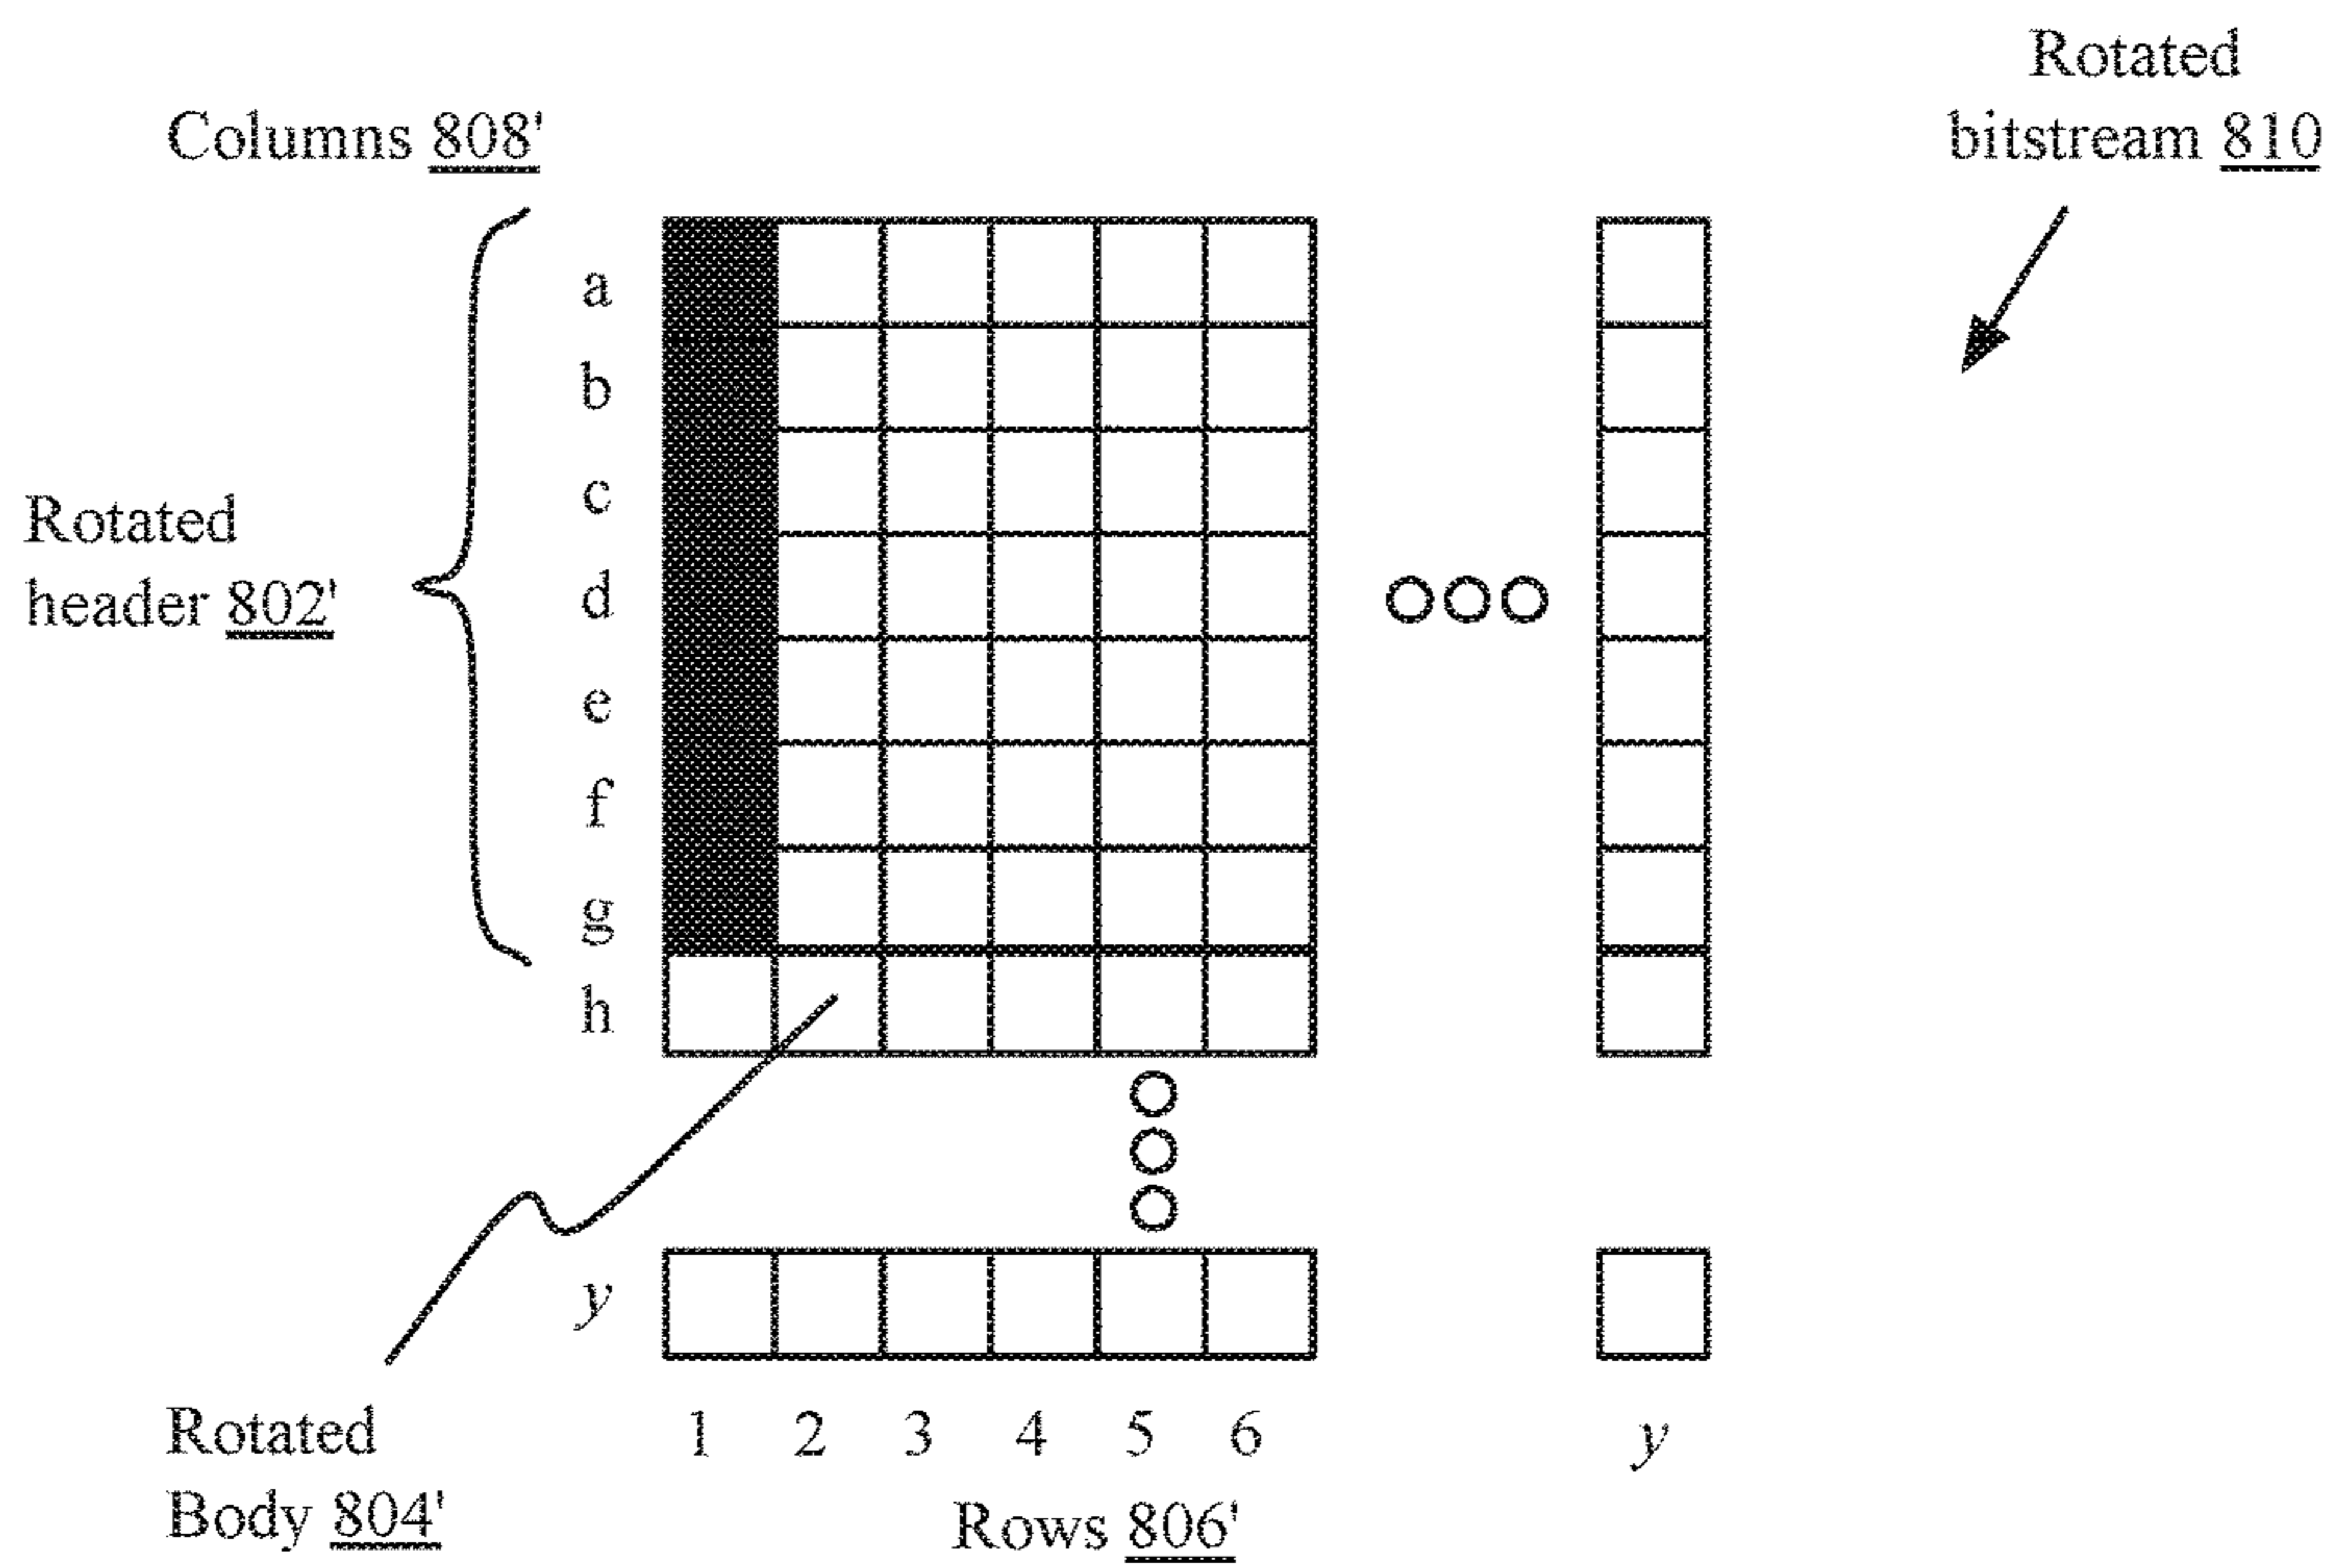 Rotated
bitstream 810
Columns 808'
a
b
c
Rotated
header 802'
d
e
f
g
h
y
Rotated
Body 804'
1 2 3 4 5 6 y
Rows 806'